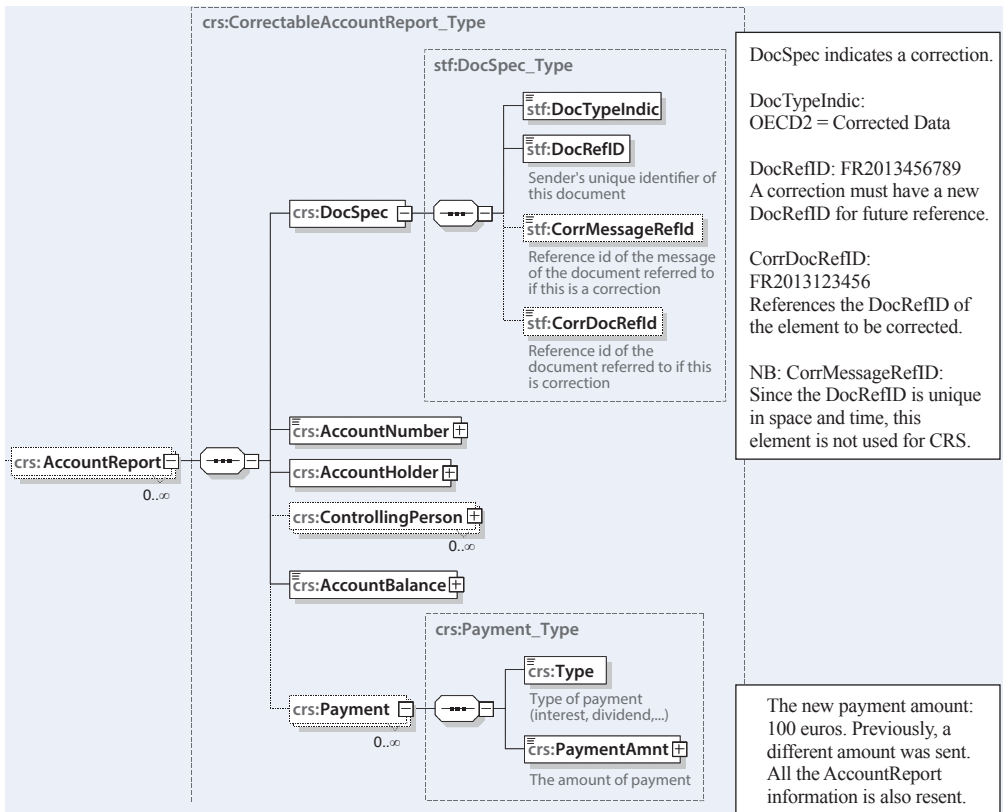 crs:CorrectableAccountReport_Type
stf:DocSpec_Type
stf:DocTypeIndic
stf:DocRefID
Sender's unique identifier of
this document
crs:DocSpec
stf:CorrMessageRefId
Reference id of the message
of the document referred to
if this is a correction
stf:CorrDocRefId
Reference id of the
document referred to if this
is correction
DocSpec indicates a correction.
DocTypeIndic:
OECD2 = Corrected Data
DocRefID: FR2013456789
A correction must have a new
DocRefID for future reference.
CorrDocRefID:
FR2013123456
References the DocRefID of
the element to be corrected.
NB: CorrMessageRefID:
Since the DocRefID is unique
in space and time, this
element is not used for CRS.
crs:AccountNumber
crs:AccountReport
0..∞
crs:AccountHolder
crs:ControllingPerson
0..∞
crs:AccountBalance
crs:Payment_Type
crs:Type
Type of payment
(interest, dividend,...)
crs:Payment
0..∞
crs:PaymentAmnt
The amount of payment
The new payment amount:
100 euros. Previously, a
different amount was sent.
All the AccountReport
information is also resent.